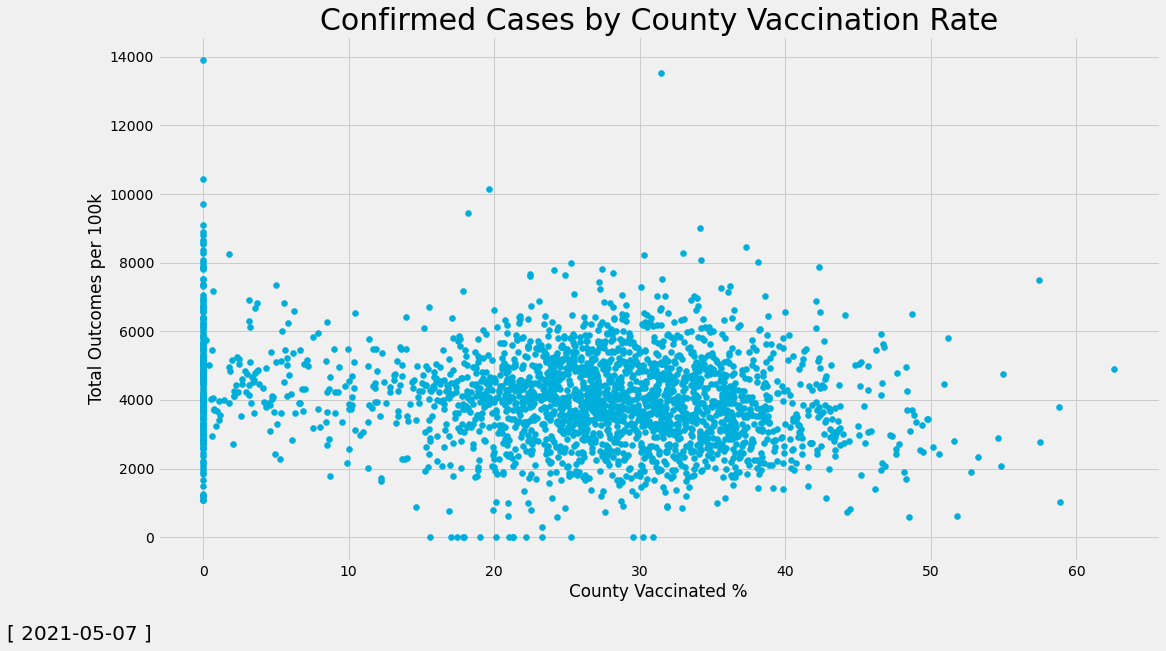 Confirmed Cases by County Vaccination Rate
14000
12000
10000
8000
6000
4000
2000
0
Total Outcomes per 100k
0 10 20 30 40 50 60
County Vaccinated %
[ 2021-05-07 ]